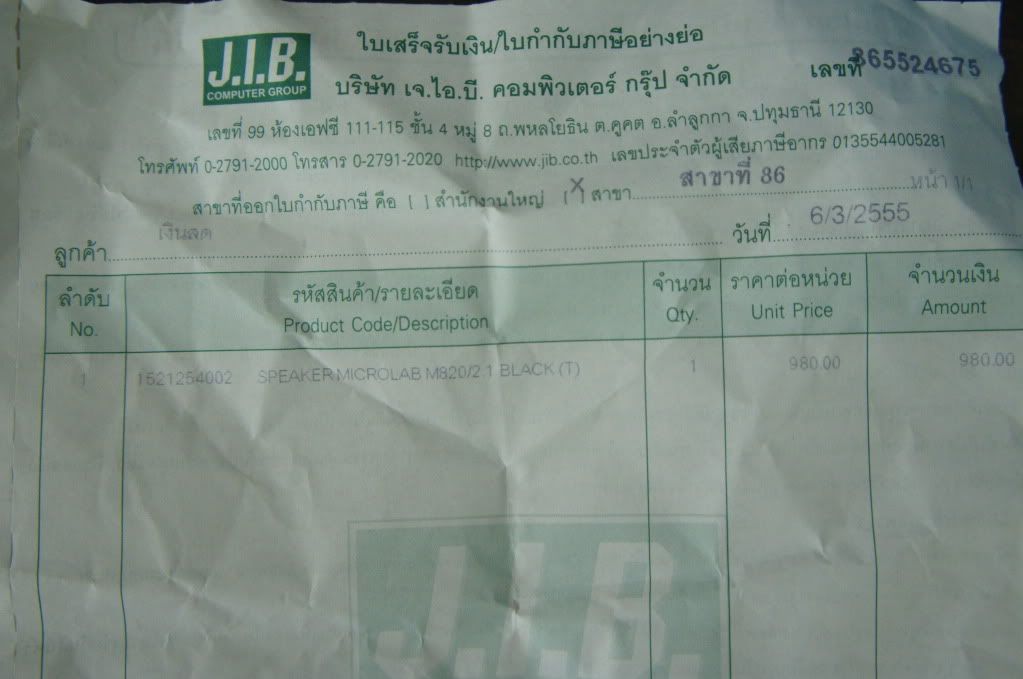 J.I.B.
COMPUTER GROUP
ใบเสร็จรับเงิน/ใบกำกับภาษีอย่างย่อ
บริษัท เจ.ไอ.บี. คอมพิวเตอร์ กรุ๊ป จำกัด เลขที่ 865524675
เลขที่ 99 ห้องเอฟซี 111-115 ชั้น 4 หมู่ 8 ถ.พหลโยธิน ต.คูคต อ.ลำลูกกา จ.ปทุมธานี 12130
โทรศัพท์ 0-2791-2000 โทรสาร 0-2791-2020 http://www.jib.co.th เลขประจำตัวผู้เสียภาษีอากร 0135544005281
สาขาที่ออกใบกำกับภาษี คือ [ ] สำนักงานใหญ่ [X] สาขา สาขาที่ 36 หน้า 1/1
ลูกค้า เงินสด วันที่ 6/3/2555
ลำดับ รหัสสินค้า/รายละเอียด จำนวน ราคาต่อหน่วย จำนวนเงิน
No. Product Code/Description Qty. Unit Price Amount
1 1521254002 SPEAKER MICROLAB M820/2.1 BLACK (T) 1 980.00 980.00
J.I.B.